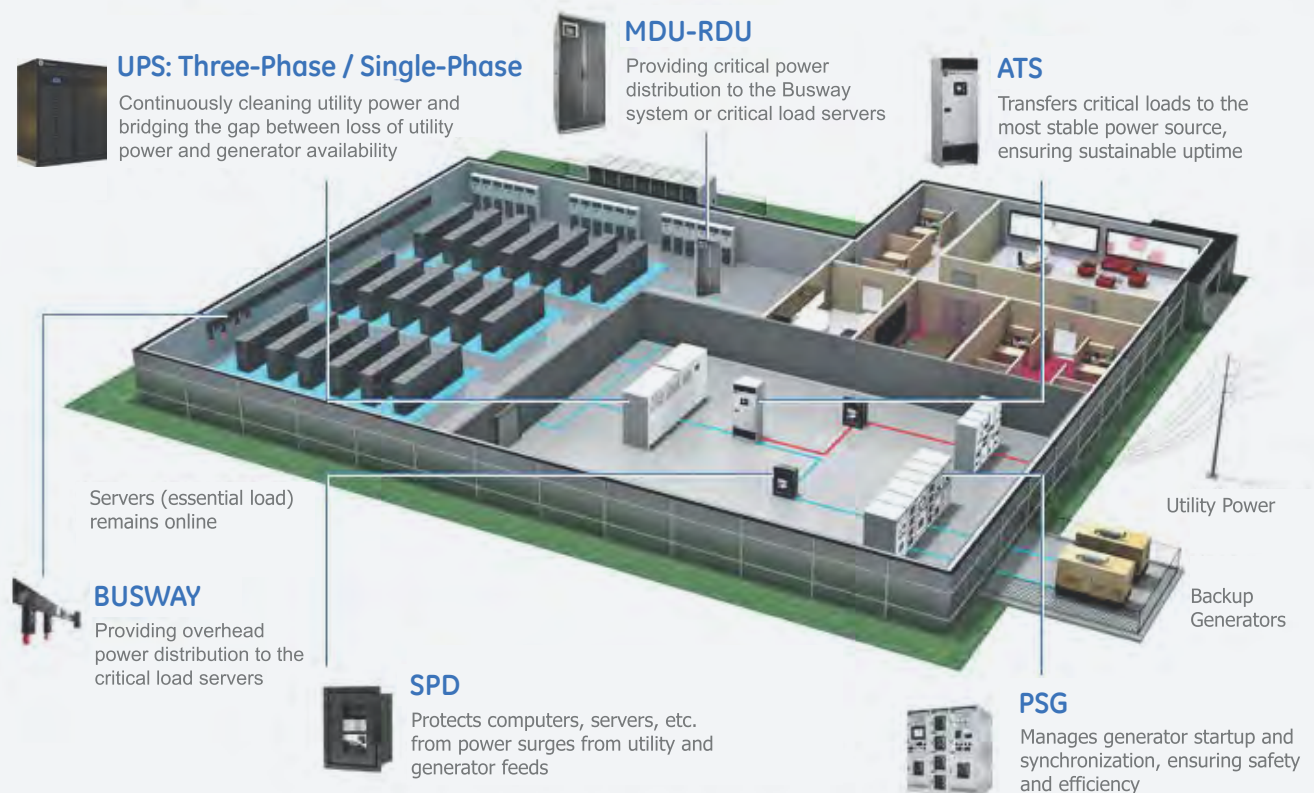 UPS: Three-Phase / Single-Phase
Continuously cleaning utility power and
bridging the gap between loss of utility
power and generator availability
MDU-RDU
Providing critical power
distribution to the Busway
system or critical load servers
ATS
Transfers critical loads to the
most stable power source,
ensuring sustainable uptime
Servers (essential load)
remains online
Utility Power
Backup
Generators
BUSWAY
Providing overhead
power distribution to the
critical load servers
SPD
Protects computers, servers, etc.
from power surges from utility and
generator feeds
PSG
Manages generator startup and
synchronization, ensuring safety
and efficiency